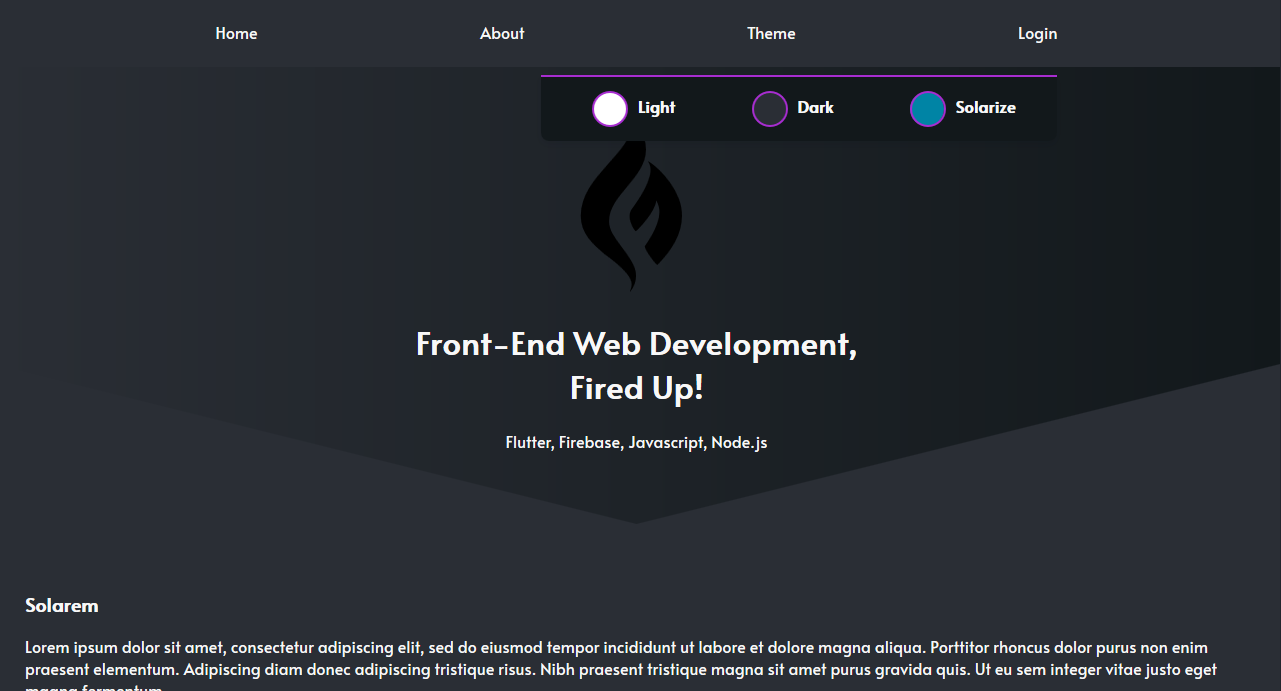 Home About Theme Login
Light Dark Solarize
Front-End Web Development,
Fired Up!
Flutter, Firebase, Javascript, Node.js
Solarem
Lorem ipsum dolor sit amet, consectetur adipiscing elit, sed do eiusmod tempor incididunt ut labore et dolore magna aliqua. Porttitor rhoncus dolor purus non enim
praesent elementum. Adipiscing diam donec adipiscing tristique risus. Nibh praesent tristique magna sit amet purus gravida quis. Ut eu sem integer vitae justo eget
magna fermentum.